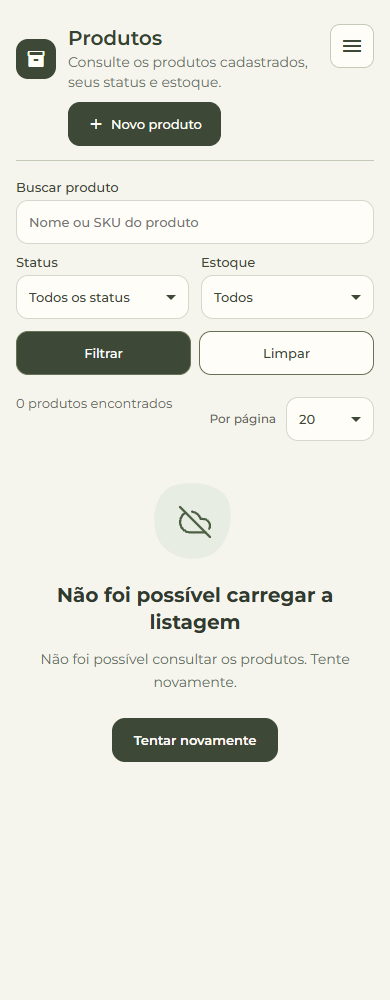 Produtos
Consulte os produtos cadastrados,
seus status e estoque.
Novo produto
Buscar produto
Nome ou SKU do produto
Status
Estoque
Todos os status
Todos
Filtrar
Limpar
0 produtos encontrados
Por página
20
Não foi possível carregar a
listagem
Não foi possível consultar os produtos. Tente
novamente.
Tentar novamente